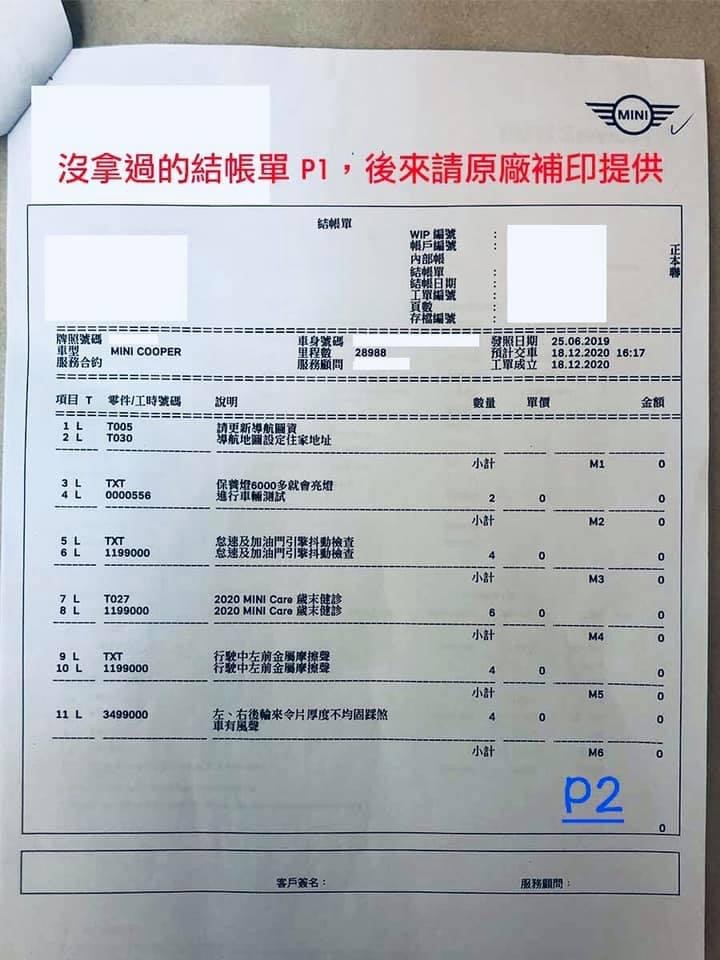 MINI
沒拿過的結帳單 P1，後來請原廠補印提供
結帳單
正本聯
WIP 編號 :
帳戶編號 :
內部帳
結帳單 :
結帳日期 :
工單編號 :
頁數 :
存檔編號 :
牌照號碼 車身號碼 發照日期 25.06.2019
車型 MINI COOPER 里程數 28988 預計交車 18.12.2020 16:17
服務合約 服務顧問 工單成立 18.12.2020
項目 T 零件/工時號碼 說明 數量 單價 金額
1 L T005 請更新導航圖資
2 L T030 導航地圖設定住家地址
小計 M1 0
3 L TXT 保養燈6000多就會亮燈
4 L 0000556 進行車輛測試 2 0 0
小計 M2 0
5 L TXT 怠速及加油門引擎抖動檢查
6 L 1199000 怠速及加油門引擎抖動檢查 4 0 0
小計 M3 0
7 L T027 2020 MINI Care 歲末健診
8 L 1199000 2020 MINI Care 歲末健診 6 0 0
小計 M4 0
9 L TXT 行駛中左前金屬摩擦聲
10 L 1199000 行駛中左前金屬摩擦聲 4 0 0
小計 M5 0
11 L 3499000 左、右後輪來令片厚度不均固踩煞 4 0 0
車有風聲
小計 M6 0
P2
0
客戶簽名： 服務顧問：